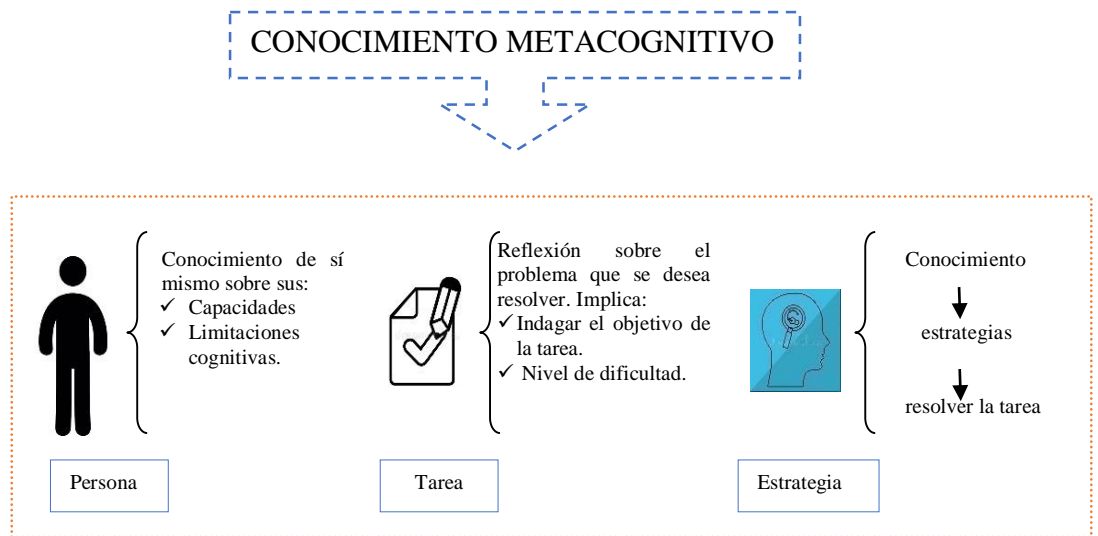 CONOCIMIENTO METACOGNITIVO
Conocimiento de sí
mismo sobre sus:
✓ Capacidades
✓ Limitaciones
cognitivas.
Persona
Reflexión sobre el
problema que se desea
resolver. Implica:
✓ Indagar el objetivo de
la tarea.
✓ Nivel de dificultad.
Tarea
Conocimiento
estrategias
resolver la tarea
Estrategia